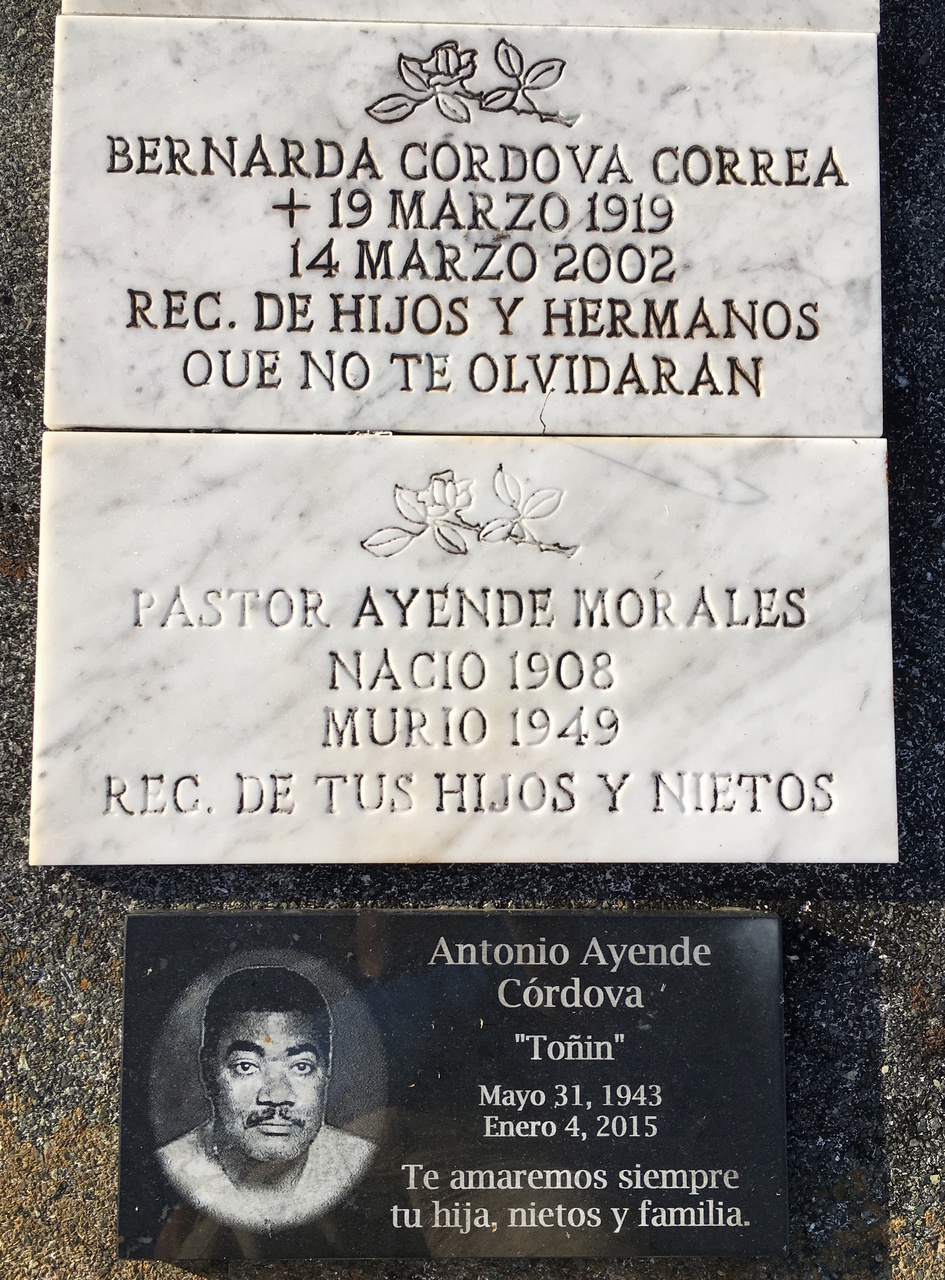 BERNARDA CÓRDOVA CORREA
+ 19 MARZO 1919
14 MARZO 2002
REC. DE HIJOS Y HERMANOS
QUE NO TE OLVIDARAN
PASTOR AYENDE MORALES
NACIO 1908
MURIO 1949
REC. DE TUS HIJOS Y NIETOS
Antonio Ayende
Córdova
"Toñin"
Mayo 31, 1943
Enero 4, 2015
Te amaremos siempre
tu hija, nietos y familia.